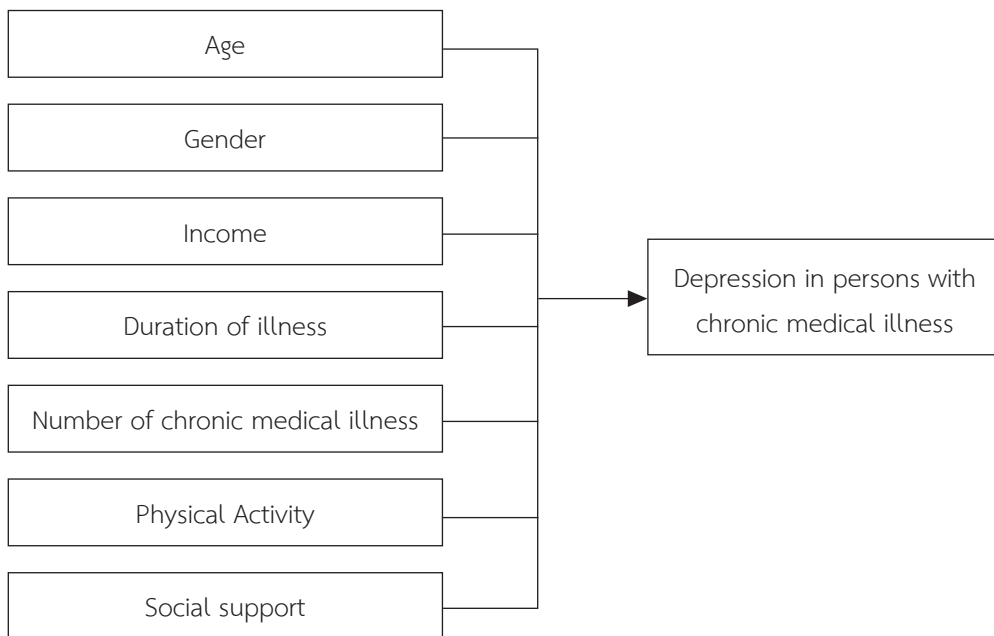 Age
Gender
Income
Duration of illness
Number of chronic medical illness
Physical Activity
Social support
Depression in persons with
chronic medical illness